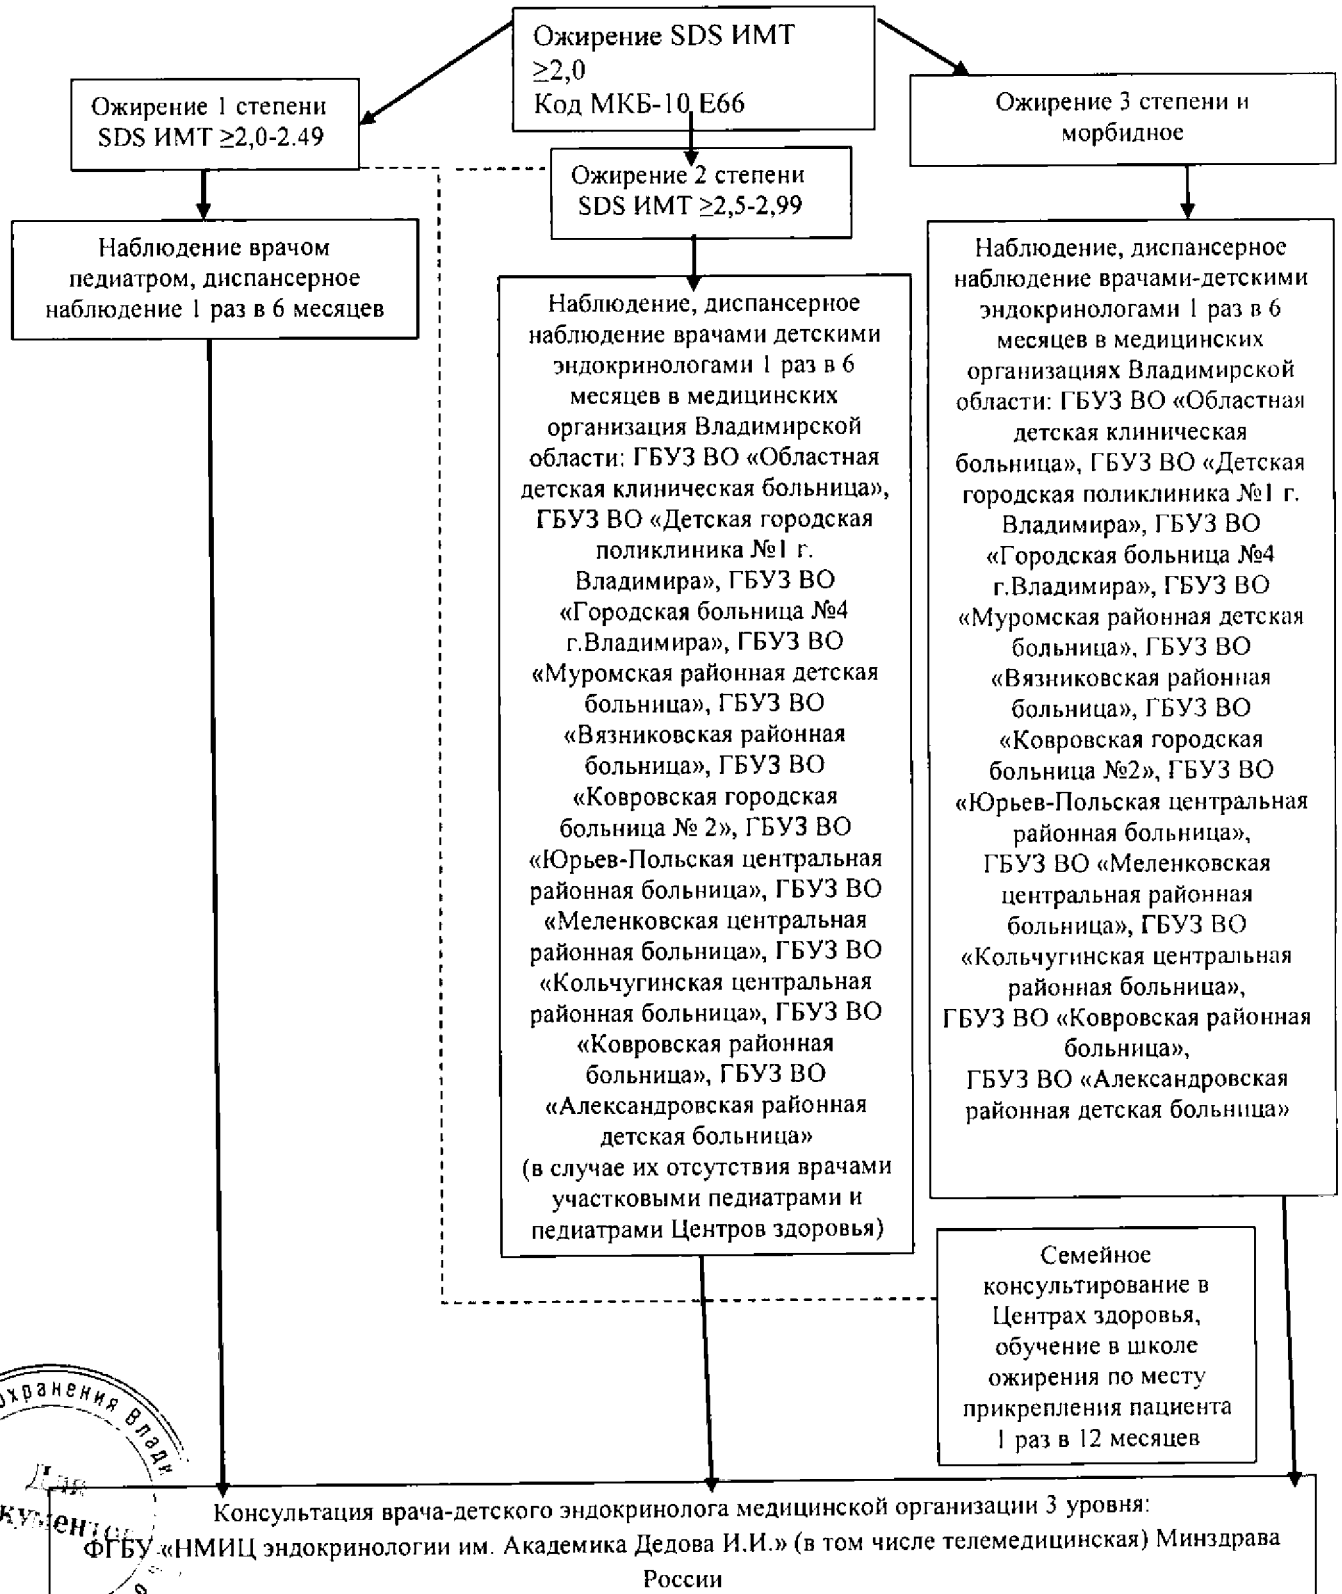 Ожирение SDS ИМТ
≥2,0
Код МКБ-10 Е66
Ожирение 1 степени
SDS ИМТ ≥2,0-2.49
Ожирение 3 степени и
морбидное
Ожирение 2 степени
SDS ИМТ ≥2,5-2,99
Наблюдение врачом
педиатром, диспансерное
наблюдение 1 раз в 6 месяцев
Наблюдение, диспансерное
наблюдение врачами детскими
эндокринологами 1 раз в 6
месяцев в медицинских
организация Владимирской
области: ГБУЗ ВО «Областная
детская клиническая больница»,
ГБУЗ ВО «Детская городская
поликлиника №1 г.
Владимира», ГБУЗ ВО
«Городская больница №4
г.Владимира», ГБУЗ ВО
«Муромская районная детская
больница», ГБУЗ ВО
«Вязниковская районная
больница», ГБУЗ ВО
«Ковровская городская
больница № 2», ГБУЗ ВО
«Юрьев-Польская центральная
районная больница», ГБУЗ ВО
«Меленковская центральная
районная больница», ГБУЗ ВО
«Кольчугинская центральная
районная больница», ГБУЗ ВО
«Ковровская районная
больница», ГБУЗ ВО
«Александровская районная
детская больница»
(в случае их отсутствия врачами
участковыми педиатрами и
педиатрами Центров здоровья)
Наблюдение, диспансерное
наблюдение врачами-детскими
эндокринологами 1 раз в 6
месяцев в медицинских
организациях Владимирской
области: ГБУЗ ВО «Областная
детская клиническая
больница», ГБУЗ ВО «Детская
городская поликлиника №1 г.
Владимира», ГБУЗ ВО
«Городская больница №4
г.Владимира», ГБУЗ ВО
«Муромская районная детская
больница», ГБУЗ ВО
«Вязниковская районная
больница», ГБУЗ ВО
«Ковровская городская
больница №2», ГБУЗ ВО
«Юрьев-Польская центральная
районная больница»,
ГБУЗ ВО «Меленковская
центральная районная
больница», ГБУЗ ВО
«Кольчугинская центральная
районная больница»,
ГБУЗ ВО «Ковровская районная
больница»,
ГБУЗ ВО «Александровская
районная детская больница»
Семейное
консультирование в
Центрах здоровья,
обучение в школе
ожирения по месту
прикрепления пациента
1 раз в 12 месяцев
охранения Влади
Для
Консультация врача-детского эндокринолога медицинской организации 3 уровня:
ФГБУ «НМИЦ эндокринологии им. Академика Дедова И.И.» (в том числе телемедицинская) Минздрава
России